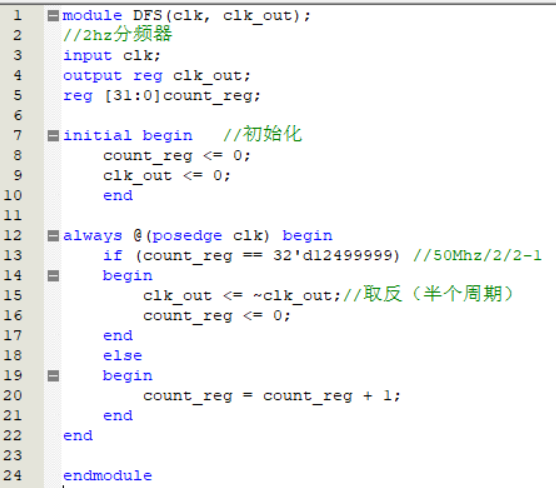 1 module DFS(clk, clk_out);
2 //2hz分频器
3 input clk;
4 output reg clk_out;
5 reg [31:0]count_reg;
6
7 initial begin   //初始化
8     count_reg <= 0;
9     clk_out <= 0;
10     end
11
12 always @(posedge clk) begin
13     if (count_reg == 32'd12499999) //50Mhz/2/2-1
14     begin
15         clk_out <= ~clk_out;//取反（半个周期）
16         count_reg <= 0;
17     end
18     else
19     begin
20         count_reg = count_reg + 1;
21     end
22 end
23
24 endmodule